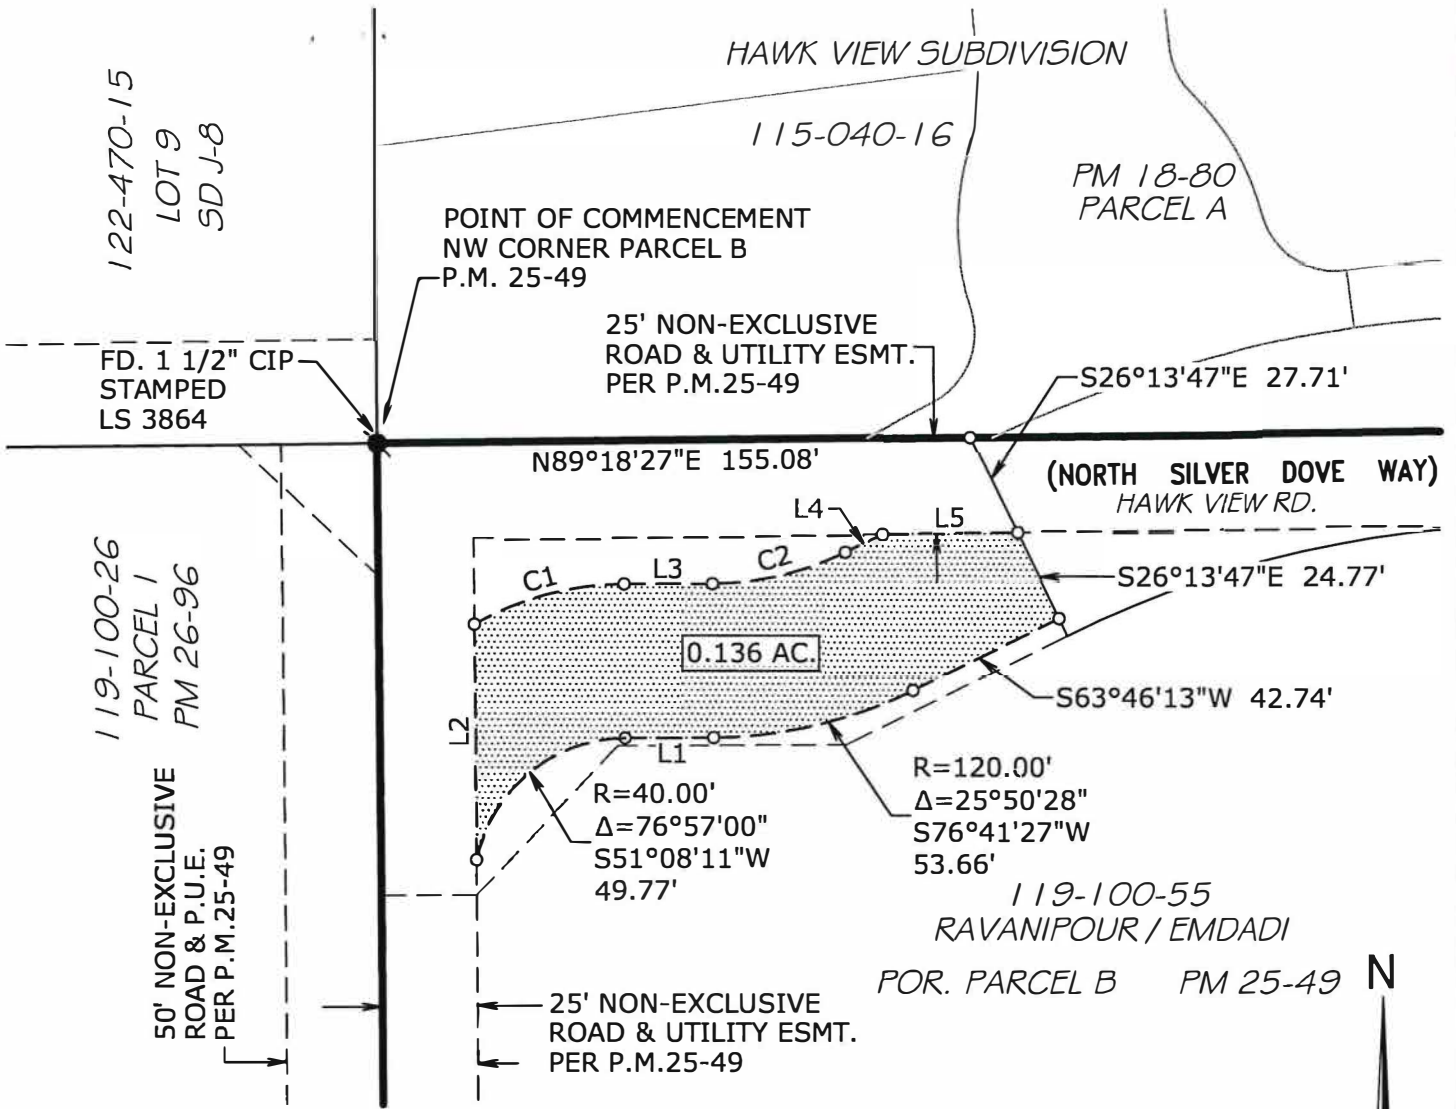 HAWK VIEW SUBDIVISION
115-040-16
122-470-15
LOT 9
SD J-8
PM 18-80
PARCEL A
POINT OF COMMENCEMENT
NW CORNER PARCEL B
P.M. 25-49
25' NON-EXCLUSIVE
ROAD & UTILITY ESMT.
PER P.M.25-49
FD. 1 1/2" CIP
STAMPED
LS 3864
S26°13'47"E 27.71'
N89°18'27"E 155.08'
(NORTH SILVER DOVE WAY)
HAWK VIEW RD.
L4
L5
C1
L3
C2
S26°13'47"E 24.77'
119-100-26
PARCEL 1
PM 26-96
0.136 AC.
S63°46'13"W 42.74'
L2
L1
R=40.00'
Δ=76°57'00"
S51°08'11"W
49.77'
R=120.00'
Δ=25°50'28"
S76°41'27"W
53.66'
50' NON-EXCLUSIVE
ROAD & P.U.E.
PER P.M.25-49
119-100-55
RAVANIPOUR / EMDADI
POR. PARCEL B PM 25-49
N
25' NON-EXCLUSIVE
ROAD & UTILITY ESMT.
PER P.M.25-49